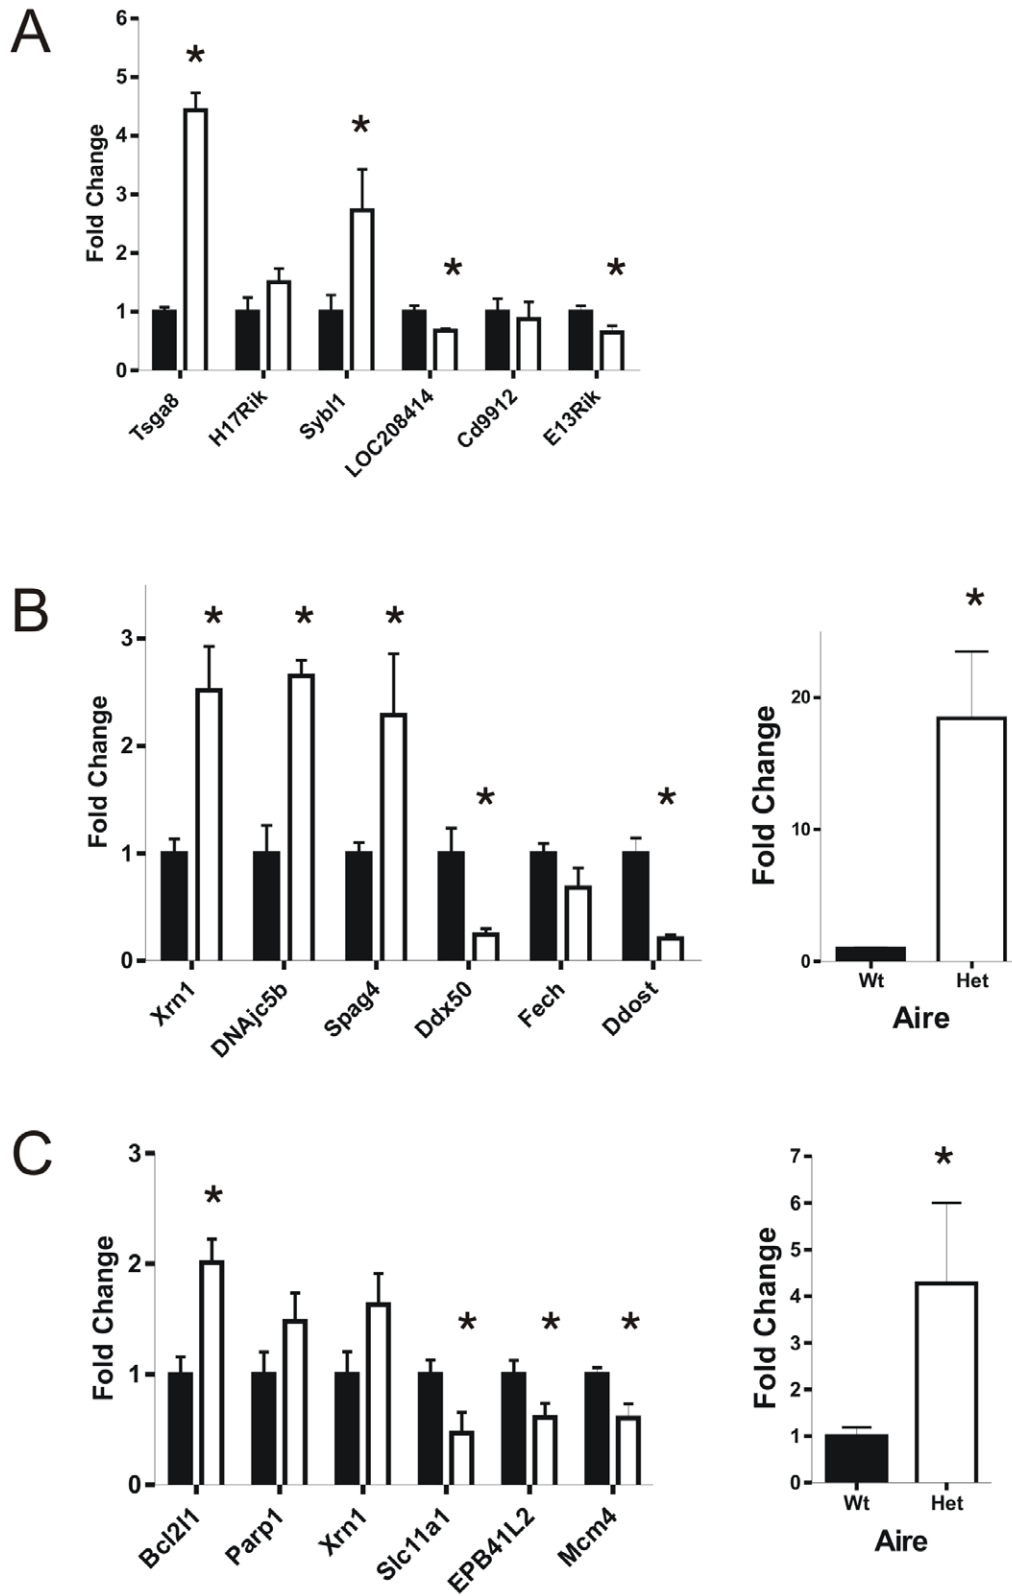 A
Fold Change
6
5
4
3
2
1
0
*
*
*
*
Tsga8
H17Rik
Sybl1
LOC208414
Cd9912
E13Rik
B
Fold Change
3
2
1
0
*
*
*
*
*
Xrn1
DNAjc5b
Spag4
Ddx50
Fech
Ddost
Fold Change
20
10
0
*
Wt
Het
Aire
C
Fold Change
3
2
1
0
*
*
*
*
Bcl2l1
Parp1
Xrn1
Slc11a1
EPB41L2
Mcm4
Fold Change
7
6
5
4
3
2
1
0
*
Wt
Het
Aire